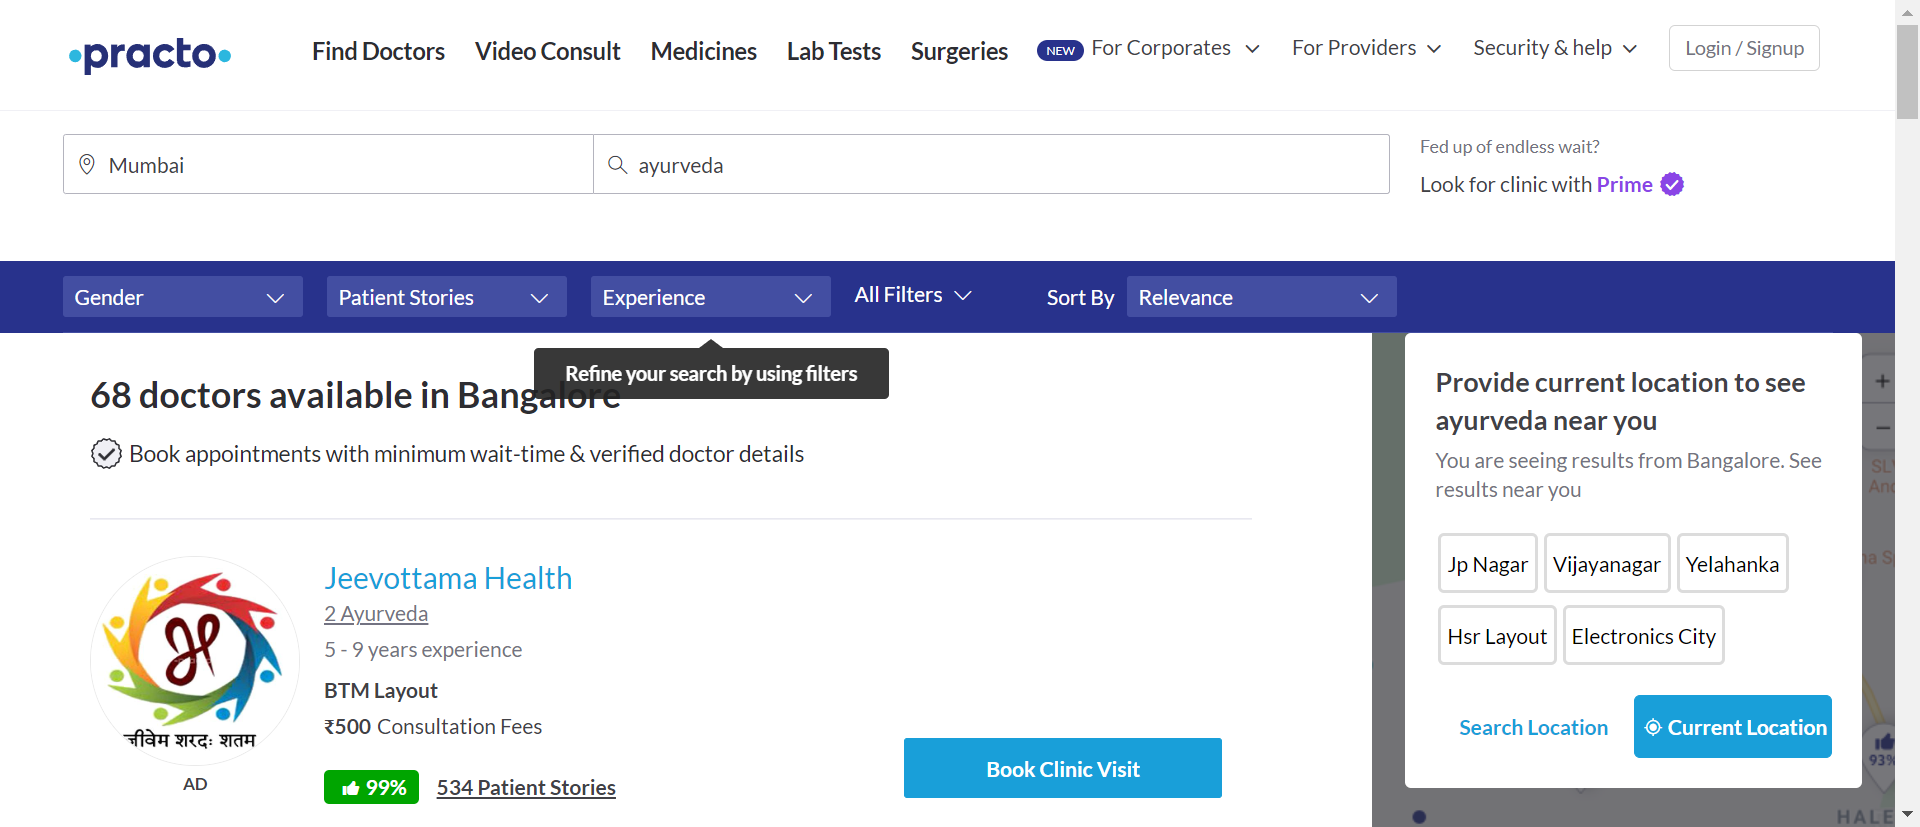 practo
Find Doctors
Video Consult
Medicines
Lab Tests
Surgeries
NEW
For Corporates
For Providers
Security & help
Login / Signup
Mumbai
ayurveda
Fed up of endless wait?
Look for clinic with Prime
Gender
Patient Stories
Experience
All Filters
Sort By
Relevance
Refine your search by using filters
68 doctors available in Bangalore
Book appointments with minimum wait-time & verified doctor details
जीवेम शरदः शतम
AD
Jeevottama Health
2 Ayurveda
5 - 9 years experience
BTM Layout
₹500 Consultation Fees
99%
534 Patient Stories
Book Clinic Visit
Provide current location to see
ayurveda near you
You are seeing results from Bangalore. See
results near you
Jp Nagar
Vijayanagar
Yelahanka
Hsr Layout
Electronics City
Search Location
Current Location
+
−
93%
HALE